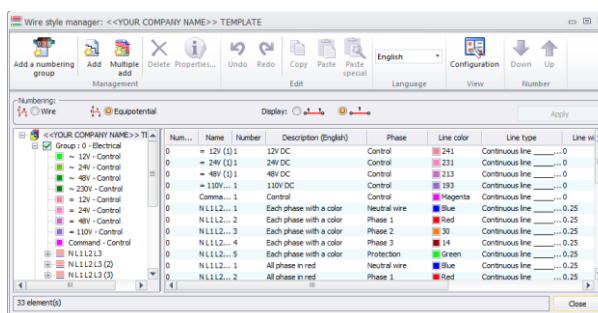 Wire style manager: <<YOUR COMPANY NAME>> TEMPLATE
Add a numbering group
Add
Multiple add
Delete
Properties...
Undo
Redo
Copy
Paste
Paste special
English
Configuration
Down
Up
Management
Edit
Language
View
Number
Numbering:
Wire
Equipotential
Display:
Apply
<<YOUR COMPANY NAME>> TE
Group : 0 - Electrical
~ 12V - Control
~ 24V - Control
~ 48V - Control
~ 230V - Control
= 12V - Control
= 24V - Control
= 48V - Control
= 110V - Control
Command - Control
N L1 L2 L3
N L1 L2 L3 (2)
N L1 L2 L3 (3)
Num... Name Number Description (English) Phase Line color Line type Line wi
0 = 12V (1) 1 12V DC Control 241 Continuous line _____... 0
0 = 24V (1) 1 24V DC Control 231 Continuous line _____... 0
0 = 48V (1) 1 48V DC Control 213 Continuous line _____... 0
0 = 110V... 1 110V DC Control 193 Continuous line _____... 0
0 Comma... 1 Control Control Magenta Continuous line _____... 0
0 N L1 L2... 1 Each phase with a color Neutral wire Blue Continuous line _____... 0.25
0 N L1 L2... 2 Each phase with a color Phase 1 Red Continuous line _____... 0.25
0 N L1 L2... 3 Each phase with a color Phase 2 30 Continuous line _____... 0.25
0 N L1 L2... 4 Each phase with a color Phase 3 14 Continuous line _____... 0.25
0 N L1 L2... 5 Each phase with a color Protection Green Continuous line _____... 0.25
0 N L1 L2... 1 All phase in red Neutral wire Blue Continuous line _____... 0.25
0 N L1 L2... 2 All phase in red Phase 1 Red Continuous line _____... 0.25
33 element(s)
Close